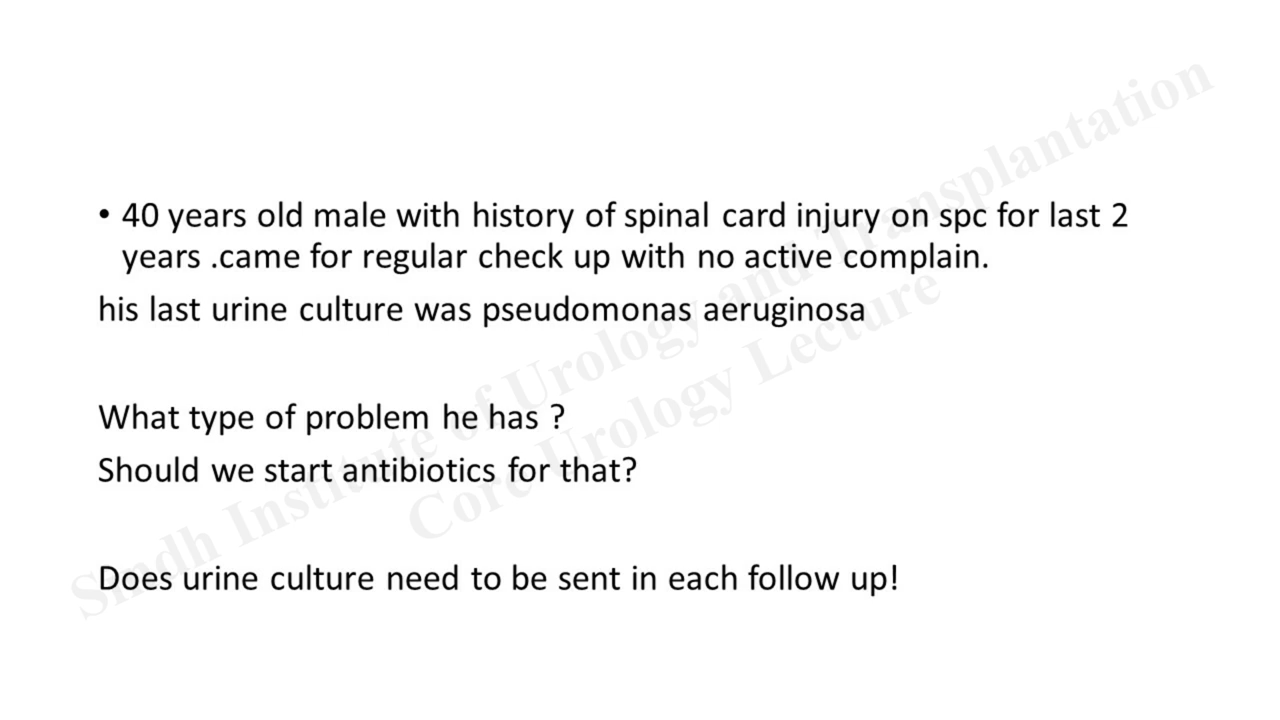 • 40 years old male with history of spinal card injury on spc for last 2
years .came for regular check up with no active complain.
his last urine culture was pseudomonas aeruginosa
What type of problem he has ?
Should we start antibiotics for that?
Does urine culture need to be sent in each follow up!
Sindh Institute of Urology and Transplantation
Core Urology Lecture